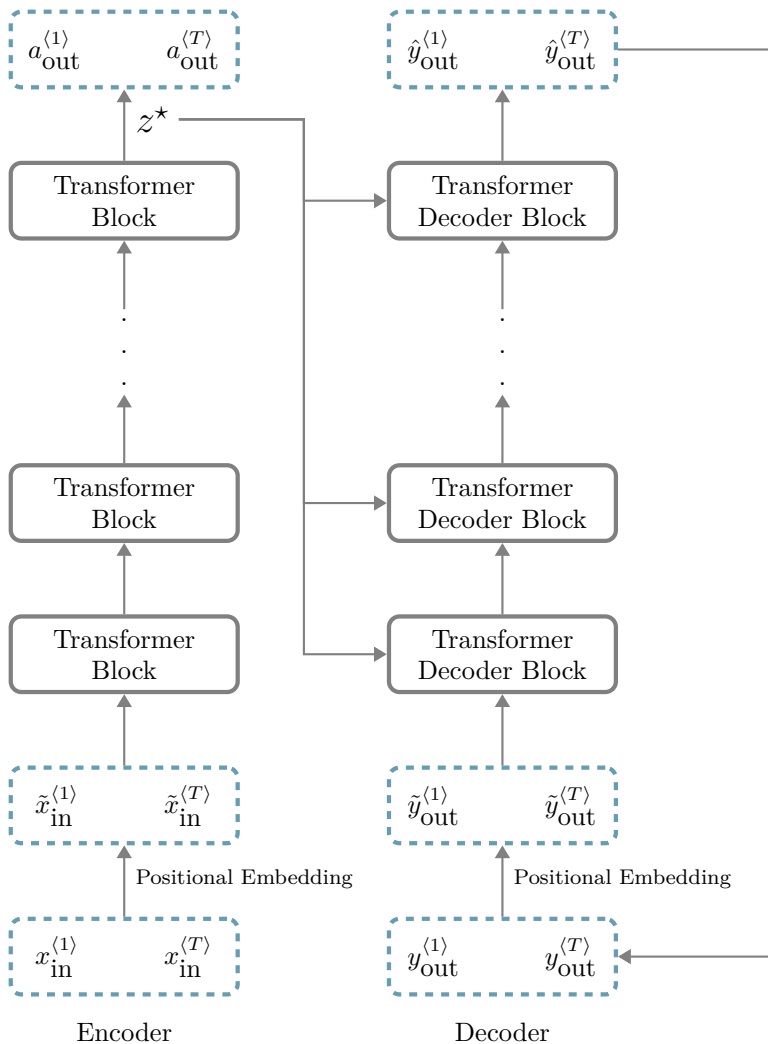 a_out^⟨1⟩ a_out^⟨T⟩
z*
Transformer
Block
.
.
.
Transformer
Block
Transformer
Block
x̃_in^⟨1⟩ x̃_in^⟨T⟩
Positional Embedding
x_in^⟨1⟩ x_in^⟨T⟩
Encoder
ŷ_out^⟨1⟩ ŷ_out^⟨T⟩
Transformer
Decoder Block
.
.
.
Transformer
Decoder Block
Transformer
Decoder Block
ỹ_out^⟨1⟩ ỹ_out^⟨T⟩
Positional Embedding
y_out^⟨1⟩ y_out^⟨T⟩
Decoder